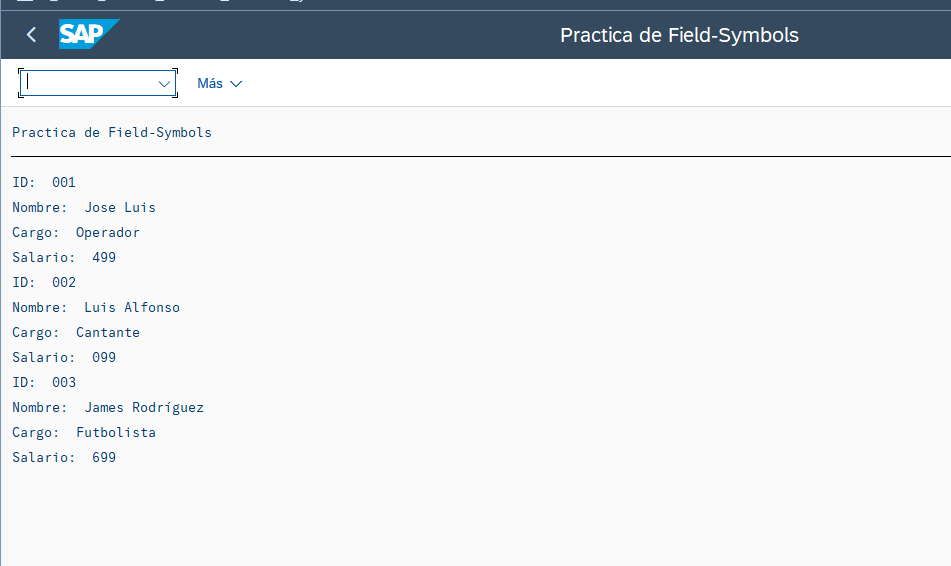 SAP
Practica de Field-Symbols
Más
Practica de Field-Symbols
ID:  001
Nombre:  Jose Luis
Cargo:  Operador
Salario:  499
ID:  002
Nombre:  Luis Alfonso
Cargo:  Cantante
Salario:  099
ID:  003
Nombre:  James Rodríguez
Cargo:  Futbolista
Salario:  699